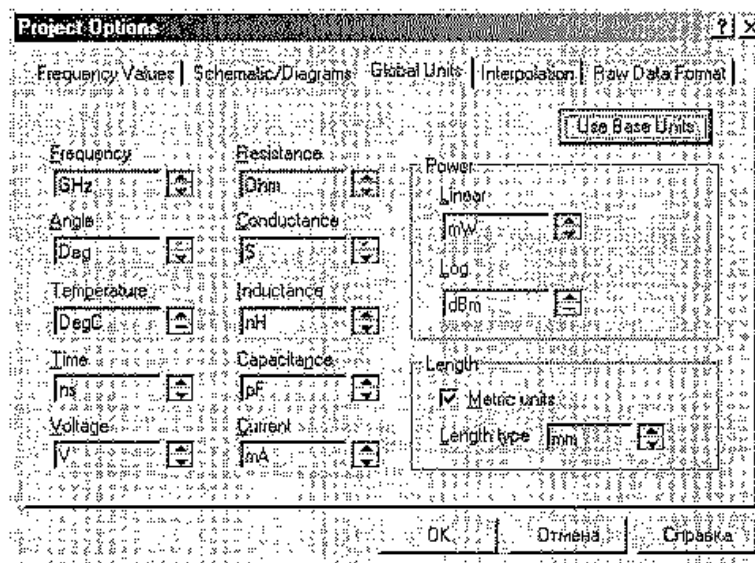 Project Options
Frequency Values Schematic/Diagrams Global Units Interpolation Raw Data Format
Use Base Units
Frequency Resistance
GHz Ohm
Angle Conductance
Deg S
Temperature Inductance
DegC nH
Time Capacitance
ns pF
Voltage Current
V mA
Power
Linear
mW
Log
dBm
Length
Metric units
Length type mm
OK Отмена Справка